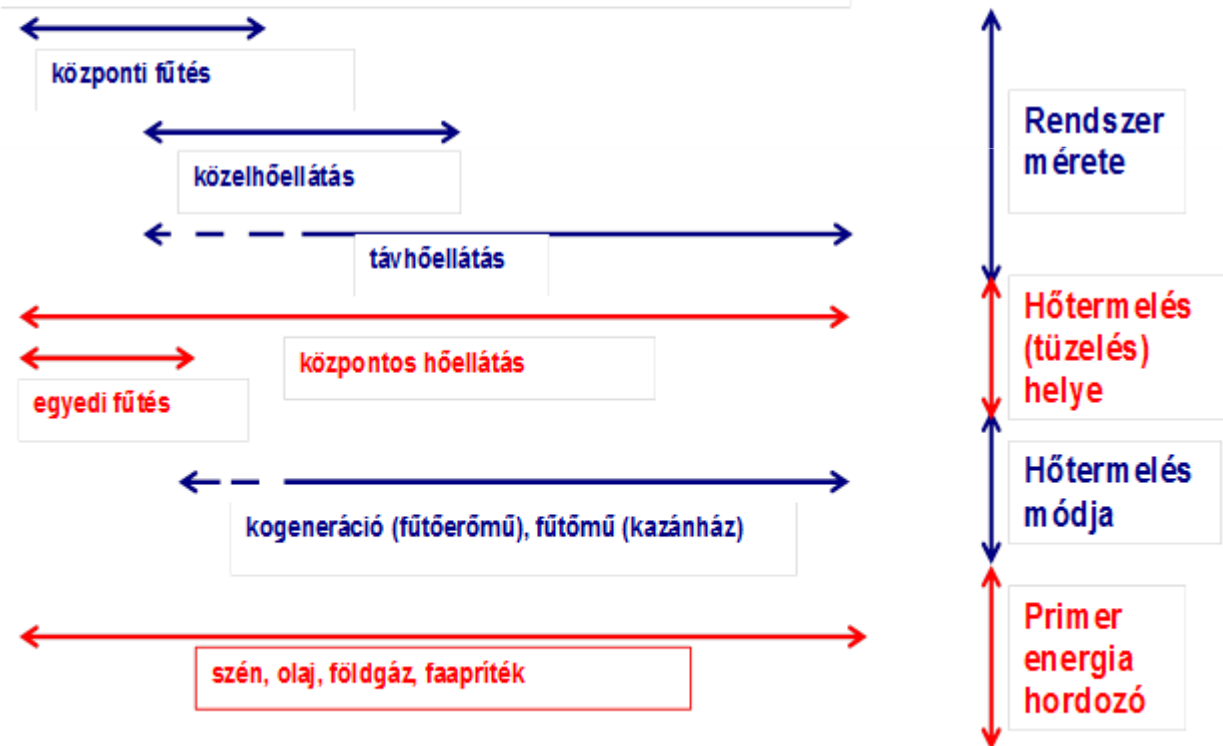 központi fűtés
közelhőellátás
távhőellátás
Rendszer
mérete
központos hőellátás
egyedi fűtés
Hőtermelés
(tüzelés)
helye
kogeneráció (fűtőerőmű), fűtőmű (kazánház)
Hőtermelés
módja
szén, olaj, földgáz, faapríték
Primer
energia
hordozó